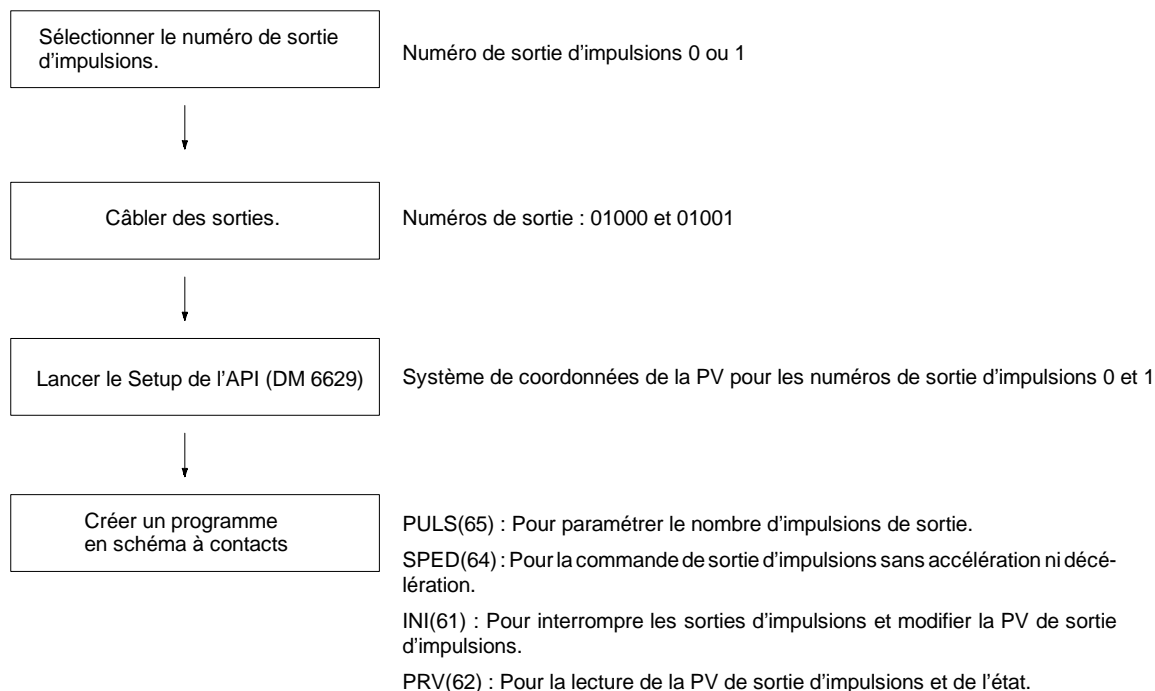 Sélectionner le numéro de sortie
d’impulsions.
Numéro de sortie d’impulsions 0 ou 1
Câbler des sorties.
Numéros de sortie : 01000 et 01001
Lancer le Setup de l’API (DM 6629)
Système de coordonnées de la PV pour les numéros de sortie d’impulsions 0 et 1
Créer un programme
en schéma à contacts
PULS(65) : Pour paramétrer le nombre d’impulsions de sortie.
SPED(64) : Pour la commande de sortie d’impulsions sans accélération ni décé-
lération.
INI(61) : Pour interrompre les sorties d’impulsions et modifier la PV de sortie
d’impulsions.
PRV(62) : Pour la lecture de la PV de sortie d’impulsions et de l’état.